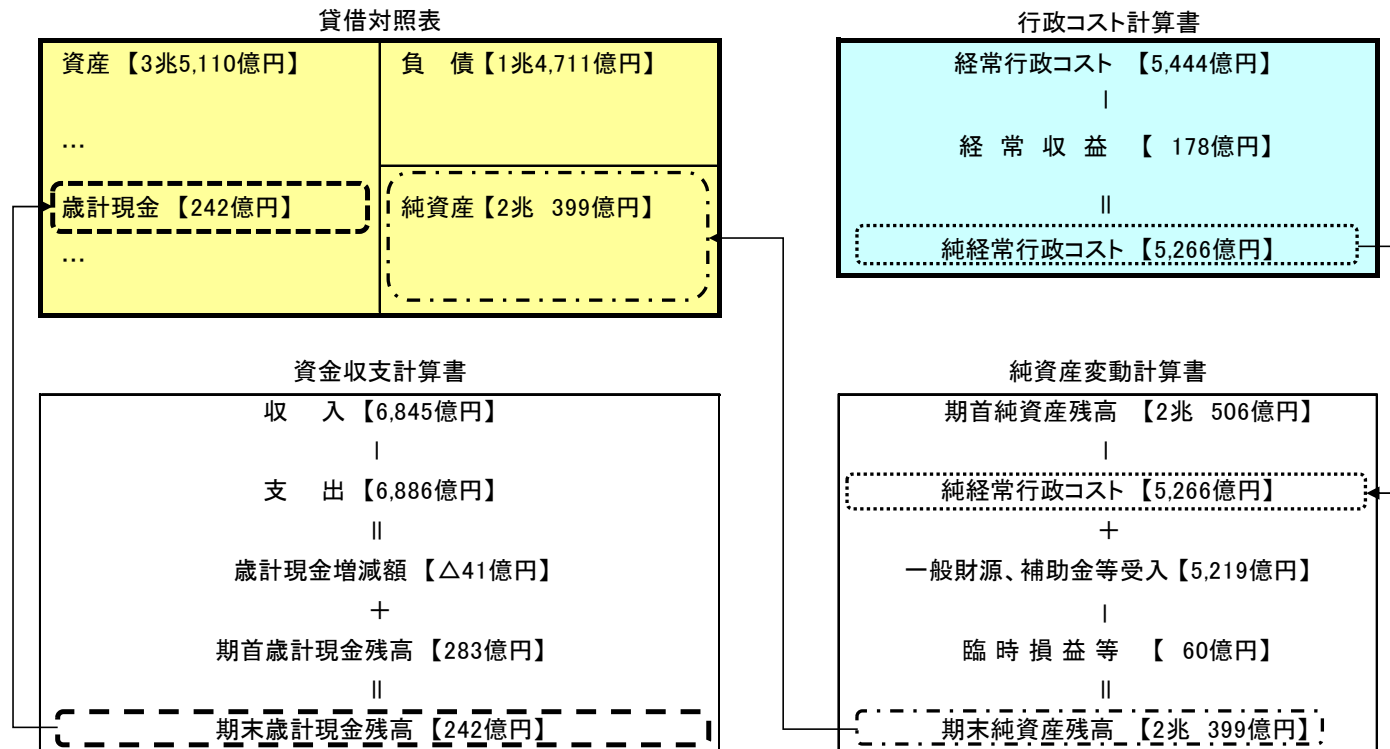 貸借対照表
資産 【3兆5,110億円】
負 債 【1兆4,711億円】
…
歳計現金 【242億円】
純資産 【2兆 399億円】
…
行政コスト計算書
経常行政コスト 【5,444億円】
|
経 常 収 益 【 178億円】
||
純経常行政コスト 【5,266億円】
資金収支計算書
収 入 【6,845億円】
|
支 出 【6,886億円】
||
歳計現金増減額 【△41億円】
＋
期首歳計現金残高 【283億円】
||
期末歳計現金残高 【242億円】
純資産変動計算書
期首純資産残高 【2兆 506億円】
|
純経常行政コスト 【5,266億円】
＋
一般財源、補助金等受入 【5,219億円】
|
臨 時 損 益 等 【 60億円】
||
期末純資産残高 【2兆 399億円】